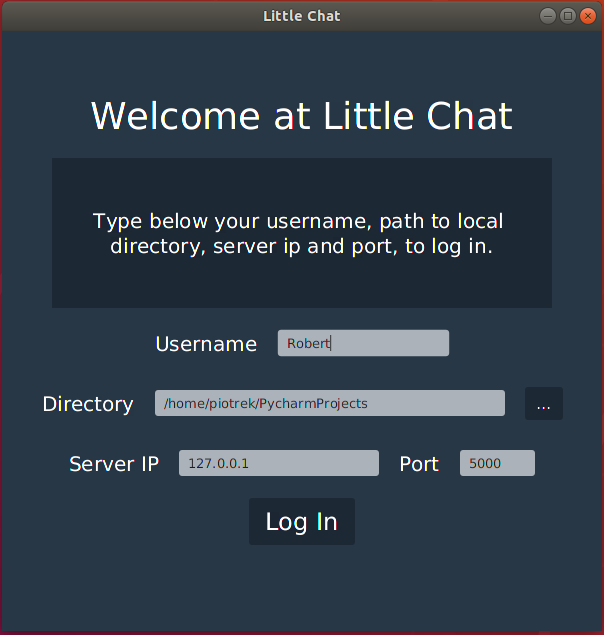 Little Chat
Welcome at Little Chat
Type below your username, path to local
directory, server ip and port, to log in.
Username Robert
Directory /home/piotrek/PycharmProjects ...
Server IP 127.0.0.1 Port 5000
Log In